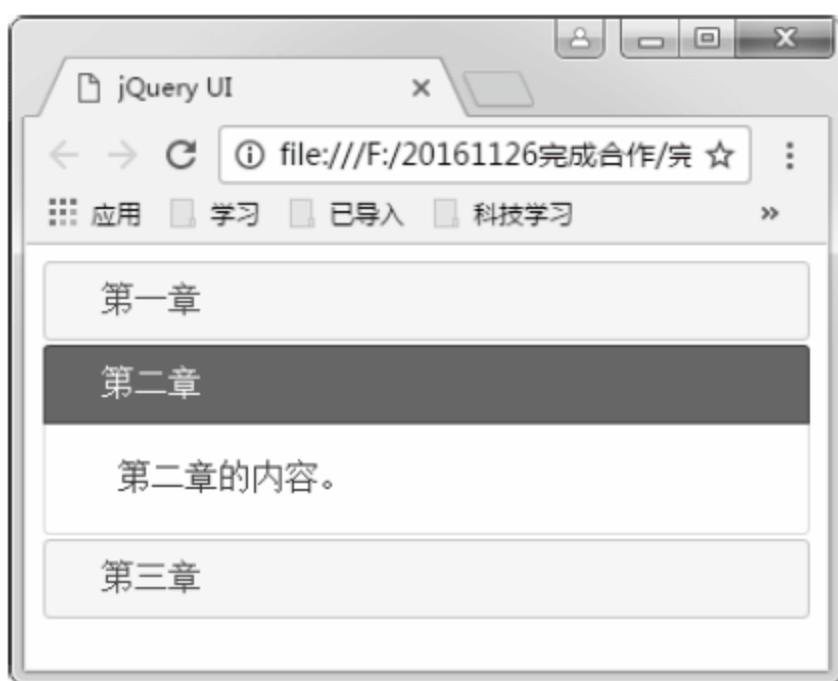 jQuery UI
file:///F:/20161126完成合作/完
应用 学习 已导入 科技学习
第一章
第二章
第二章的内容。
第三章